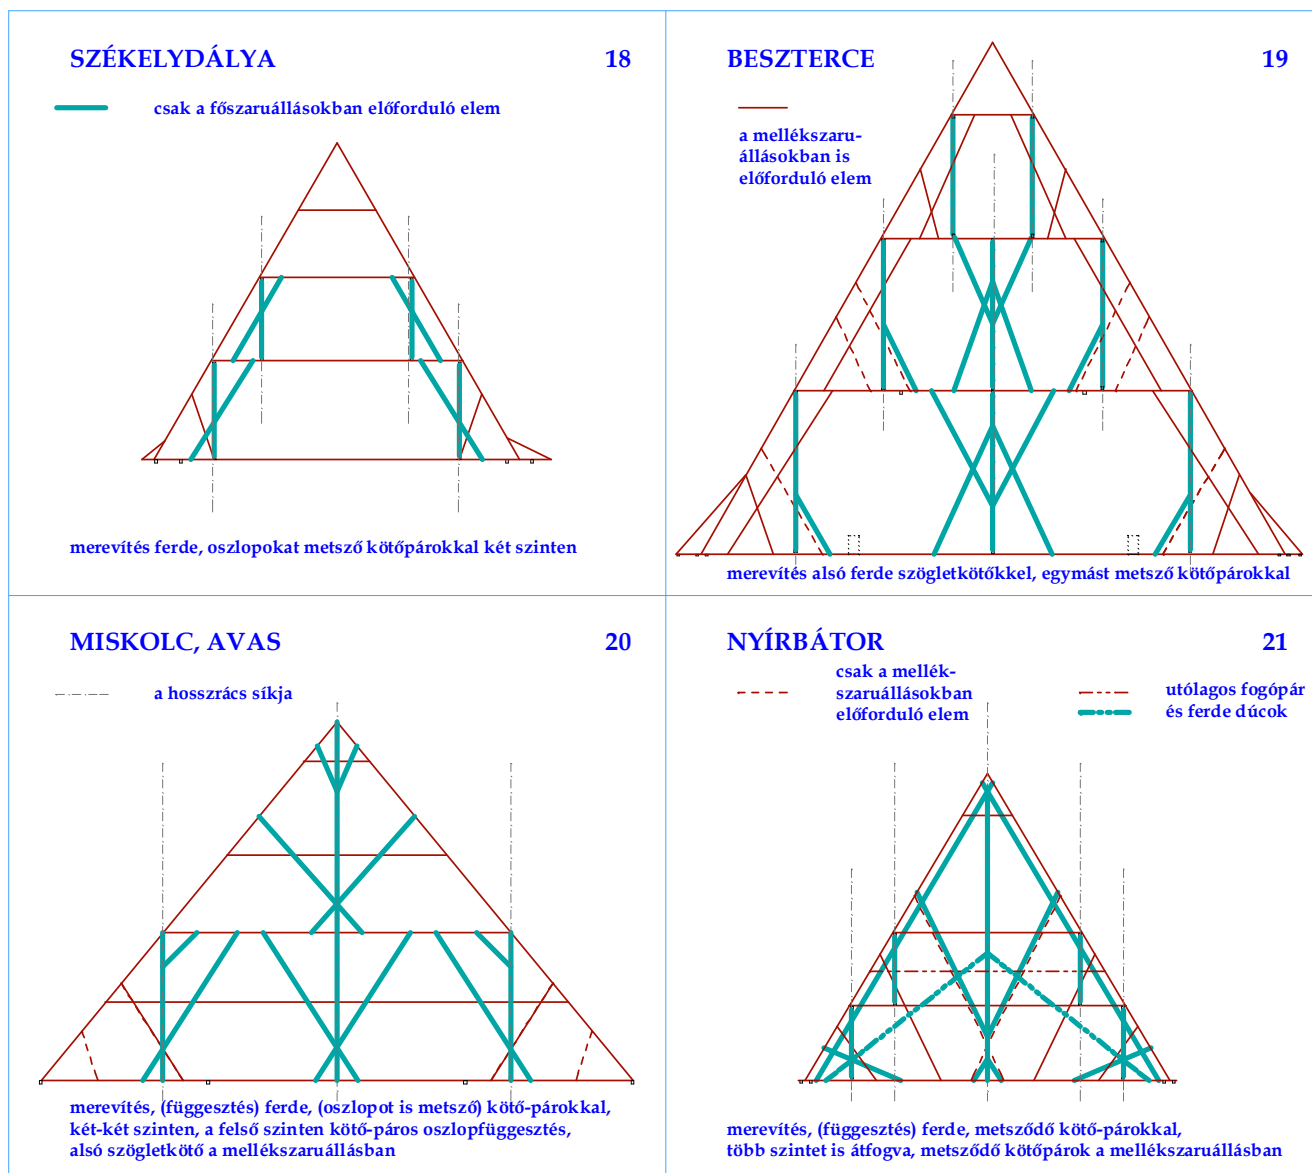 SZÉKELYDÁLYA 18
csak a főszaruállásokban előforduló elem
merevítés ferde, oszlopokat metsző kötőpárokkal két szinten
BESZTERCE 19
a mellékszaru-
állásokban is
előforduló elem
merevítés alsó ferde szögletkötőkkel, egymást metsző kötőpárokkal
MISKOLC, AVAS 20
a hosszrács síkja
merevítés, (függesztés) ferde, (oszlopot is metsző) kötő-párokkal,
két-két szinten, a felső szinten kötő-páros oszlopfüggesztés,
alsó szögletkötő a mellékszaruállásban
NYÍRBÁTOR 21
csak a mellék-
szaruállásokban
előforduló elem
utólagos fogópár
és ferde dúcok
merevítés, (függesztés) ferde, metsződő kötő-párokkal,
több szintet is átfogva, metsződő kötőpárok a mellékszaruállásban